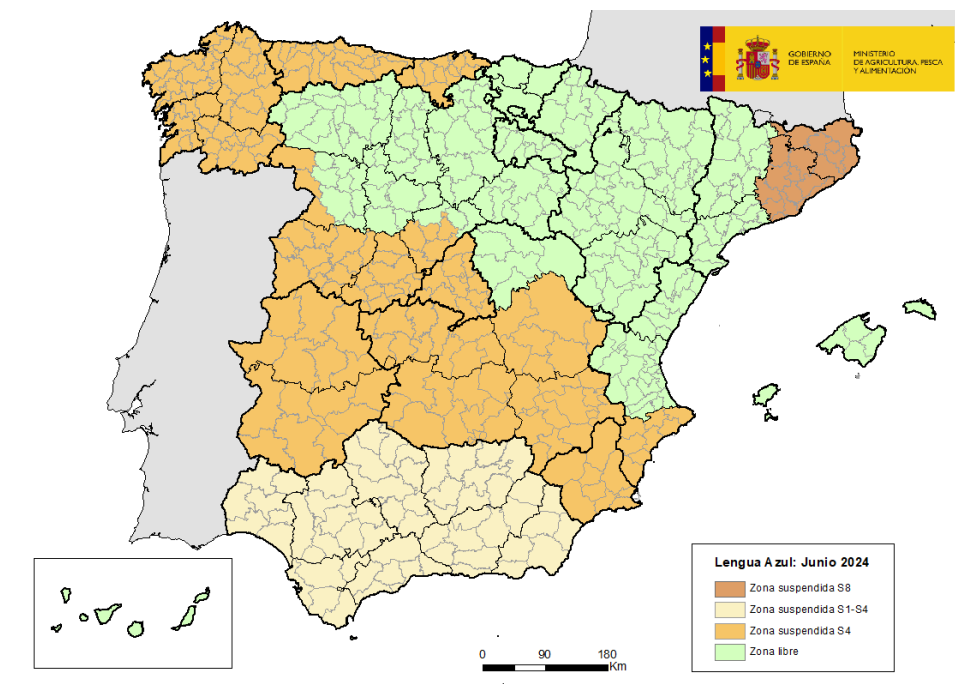 GOBIERNO
DE ESPAÑA
MINISTERIO
DE AGRICULTURA, PESCA
Y ALIMENTACIÓN
Lengua Azul: Junio 2024
Zona suspendida S8
Zona suspendida S1-S4
Zona suspendida S4
Zona libre
0 90 180
Km